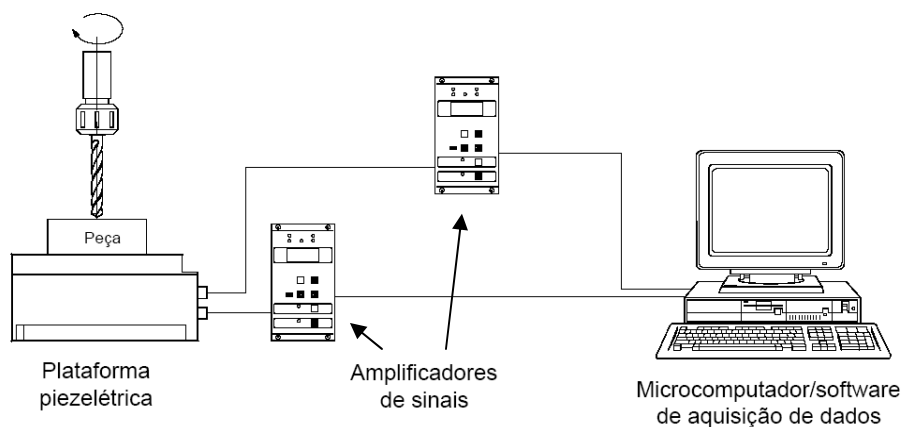 Peça
Plataforma
piezelétrica
Amplificadores
de sinais
Microcomputador/software
de aquisição de dados